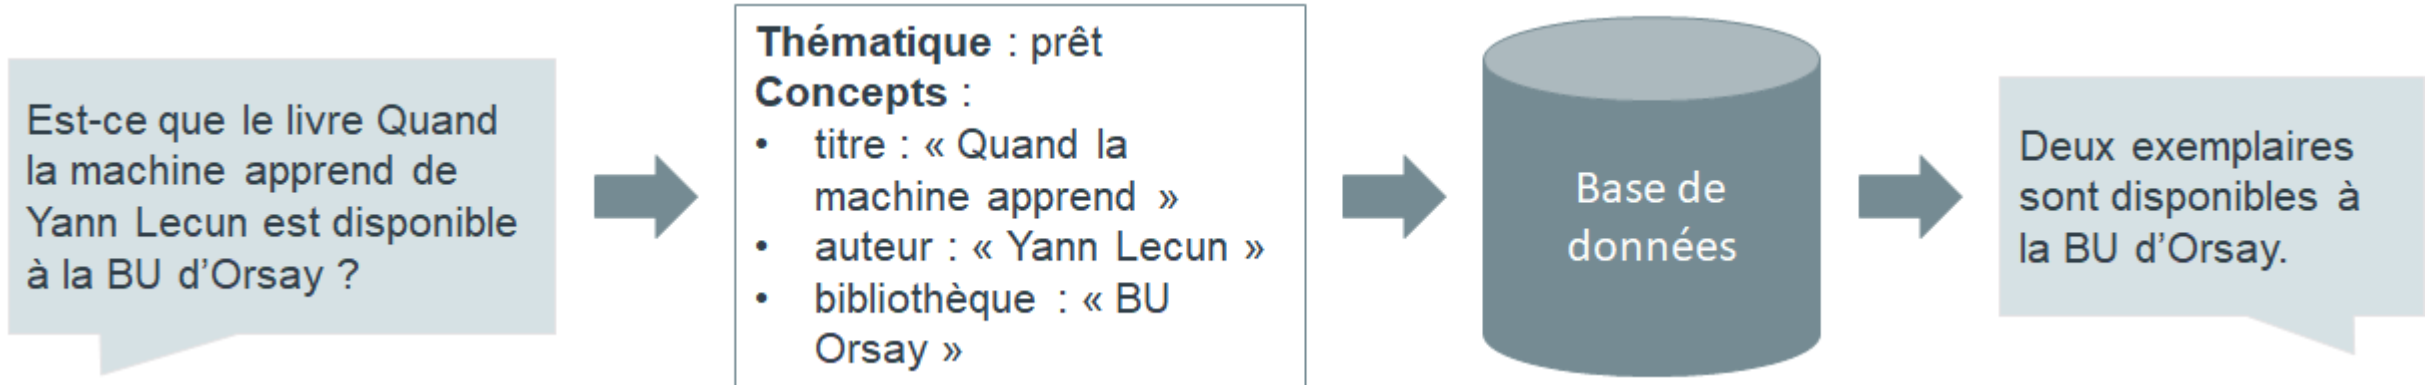 Est-ce que le livre Quand
la machine apprend de
Yann Lecun est disponible
à la BU d’Orsay ?
Thématique : prêt
Concepts :
• titre : « Quand la
machine apprend »
• auteur : « Yann Lecun »
• bibliothèque : « BU
Orsay »
Base de
données
Deux exemplaires
sont disponibles à
la BU d’Orsay.